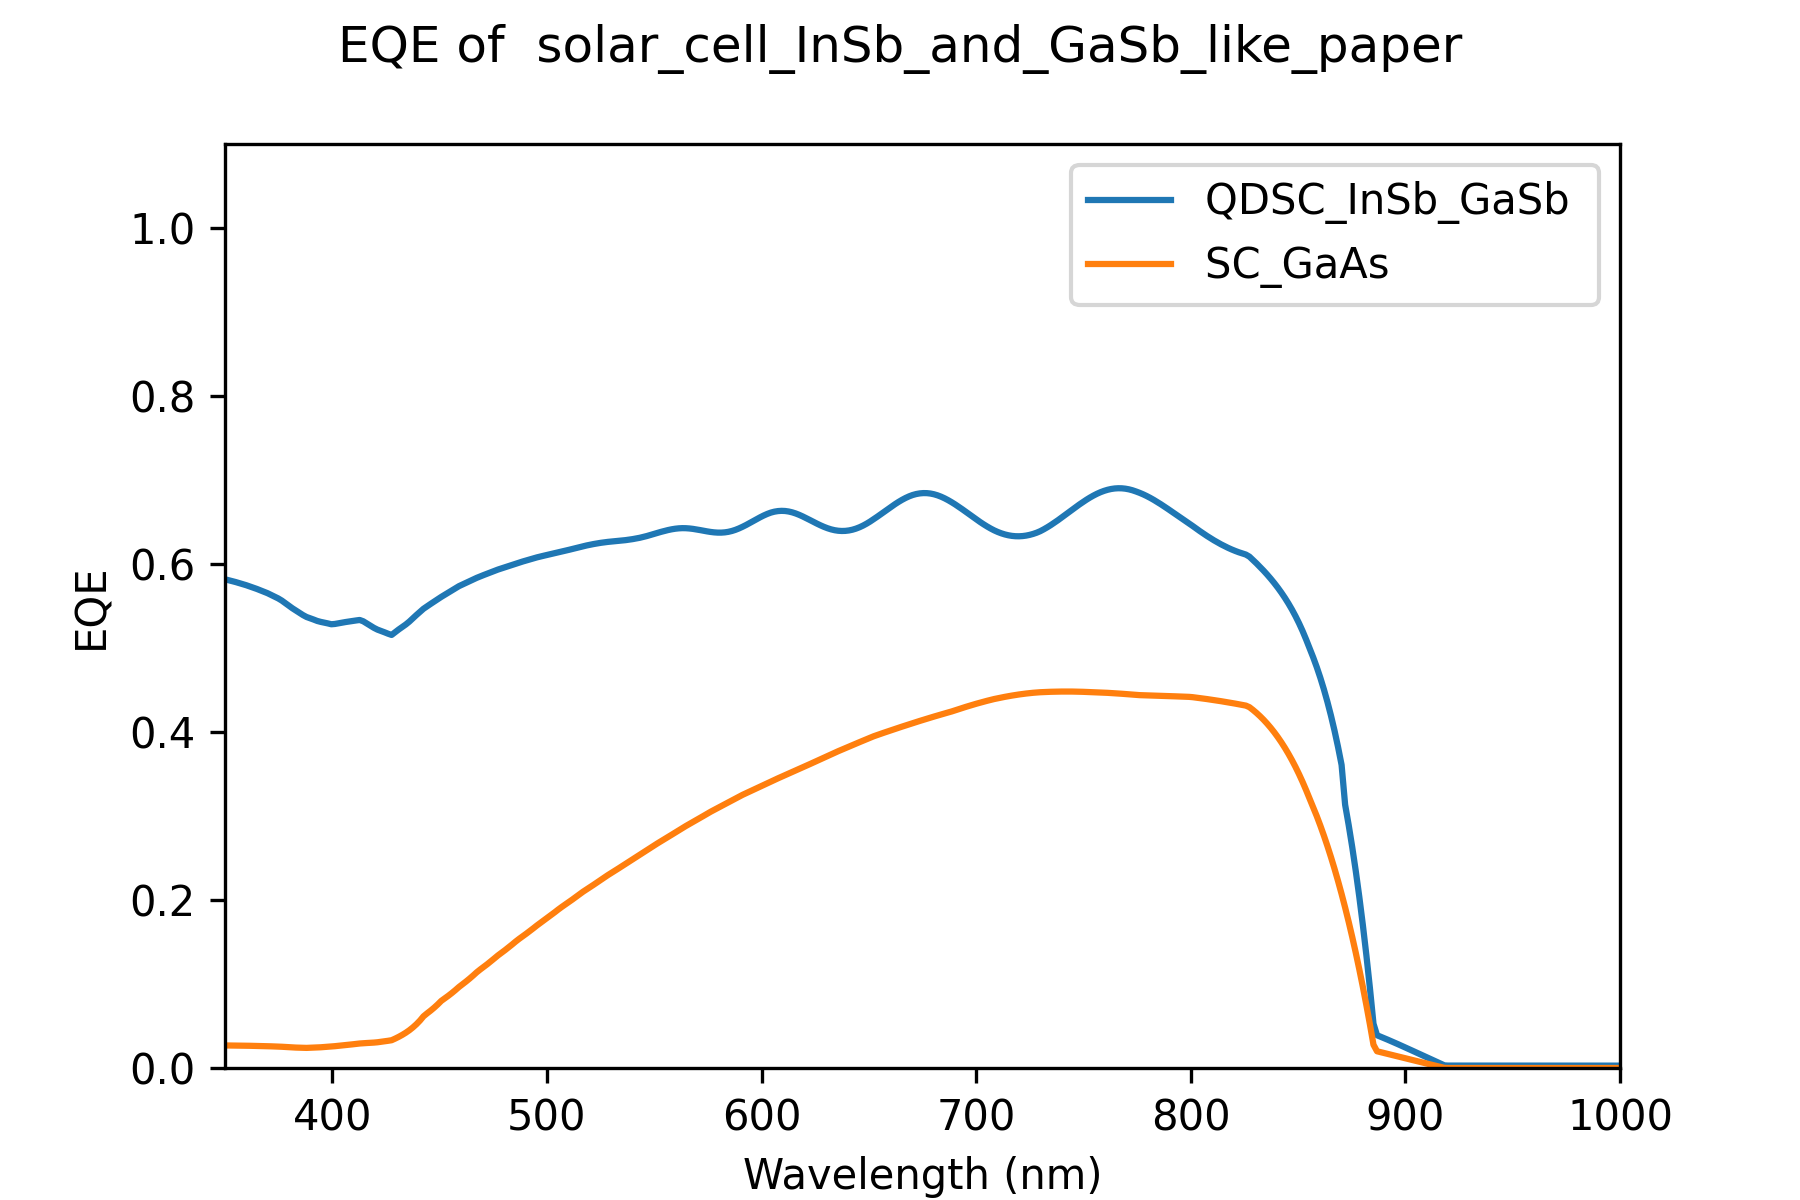 EQE of  solar_cell_InSb_and_GaSb_like_paper
QDSC_InSb_GaSb
SC_GaAs
1.0
0.8
0.6
0.4
0.2
0.0
EQE
400 500 600 700 800 900 1000
Wavelength (nm)